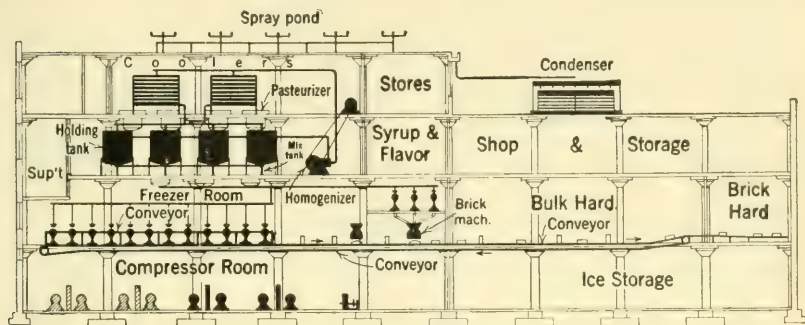 Spray pond
Coolers
Condenser
Pasteurizer
Stores
Holding
tank
Mix
tank
Syrup &
Flavor
Shop & Storage
Sup't
Freezer Room
Homogenizer
Conveyor
Brick
mach.
Bulk Hard.
Conveyor
Brick
Hard
Compressor Room
Conveyor
Ice Storage